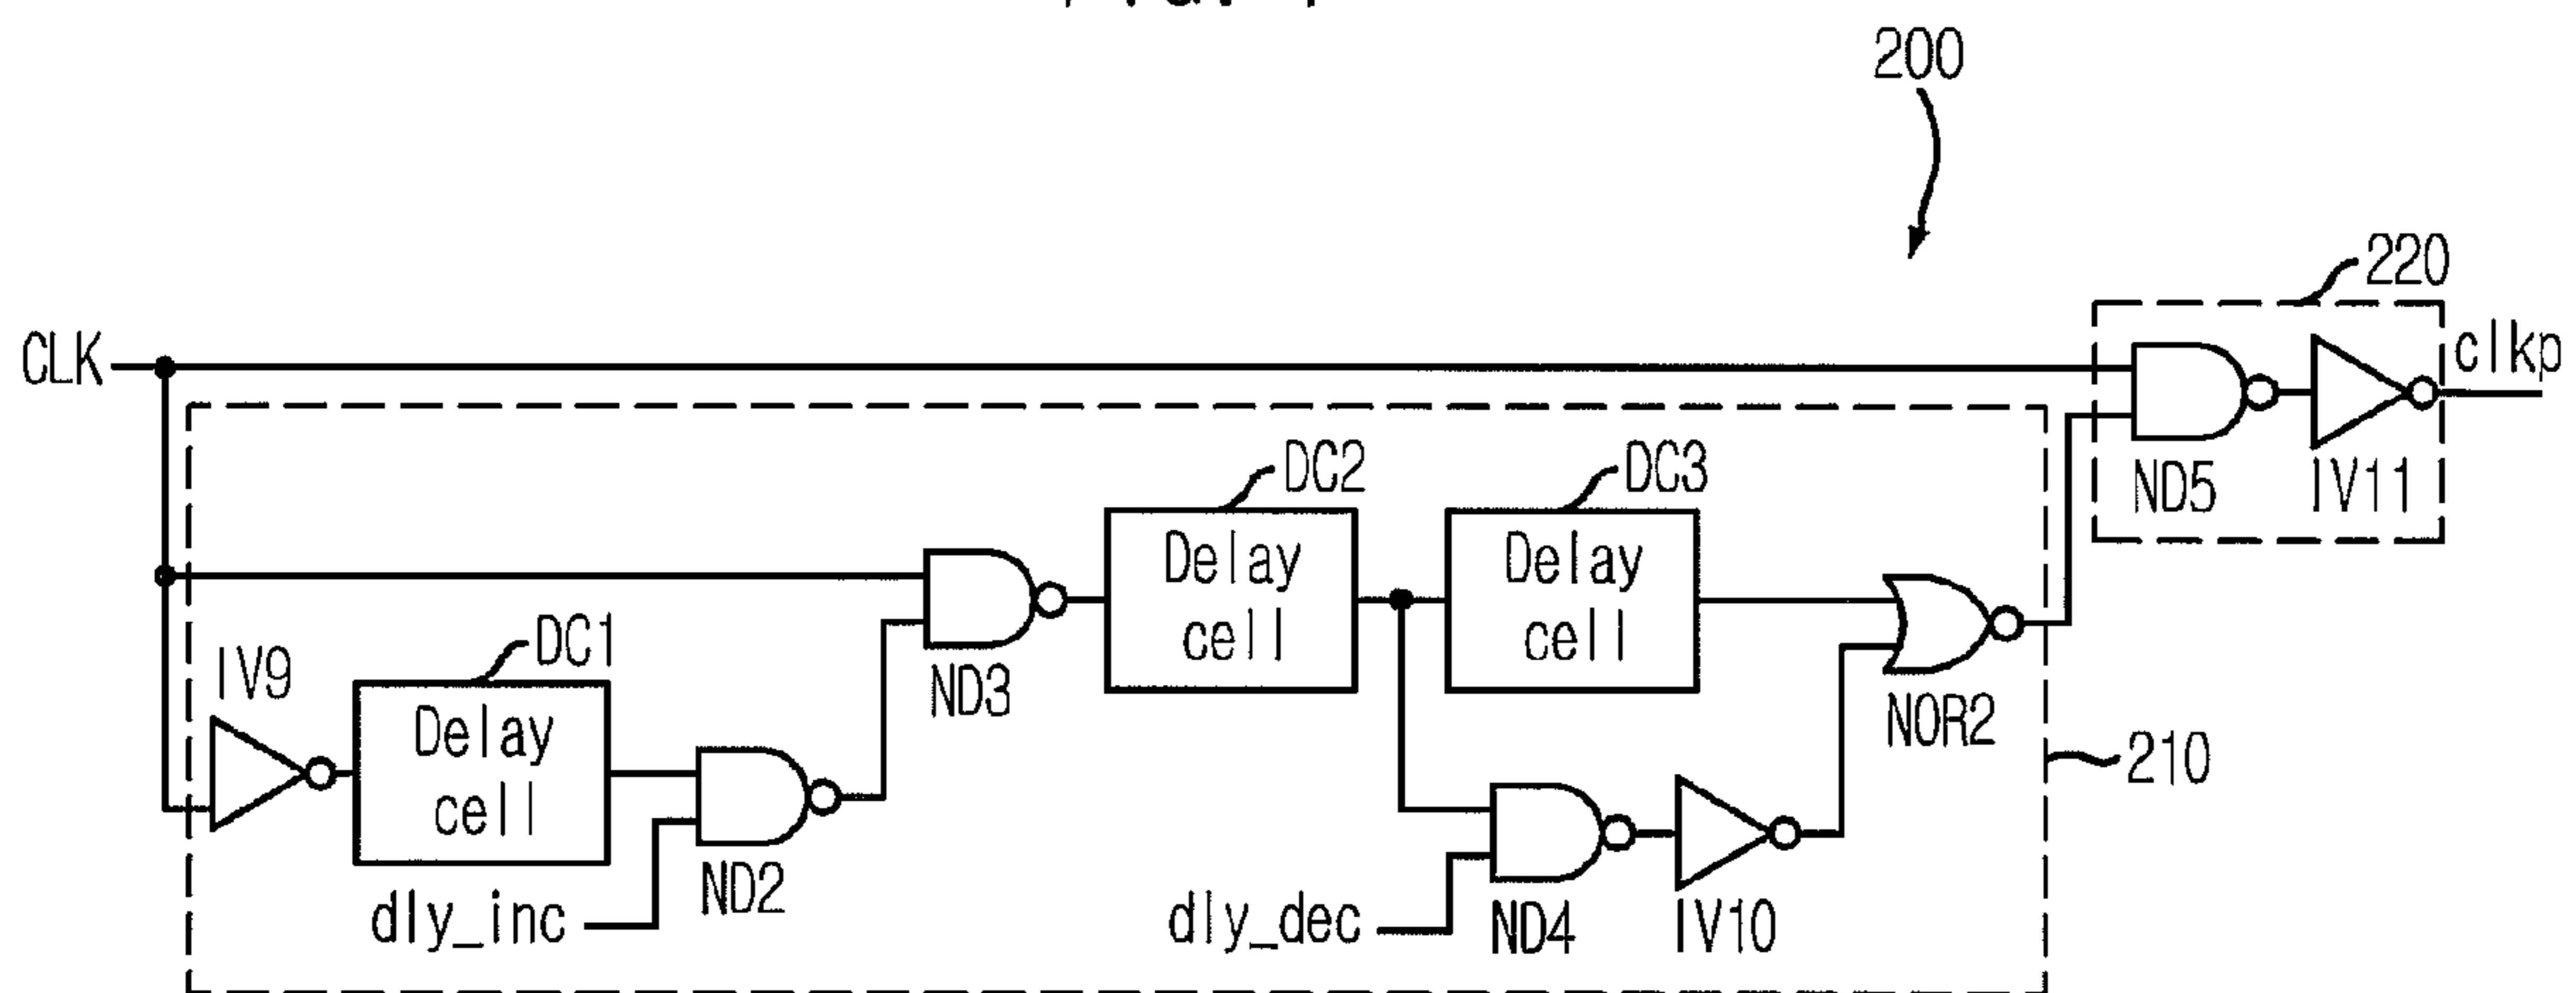 200
220
CLK
clkp
ND5
IV11
DC2
DC3
Delay
cell
Delay
cell
IV9
DC1
ND3
NOR2
Delay
cell
210
ND2
dly_inc
dly_dec
ND4
IV10